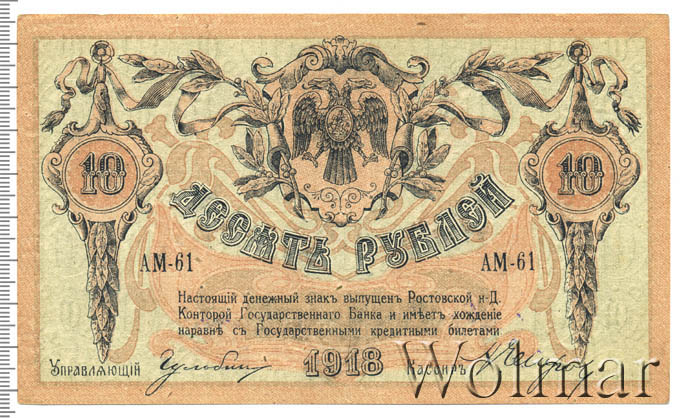 10 10
ДЕСЯТЬ РУБЛЕЙ
АМ-61 АМ-61
Настоящій денежный знакъ выпущенъ Ростовской н-Д.
Конторой Государственнаго Банка и имѣетъ хожденіе
наравнѣ съ Государственными кредитными билетами
Управляющій 1918 Кассиръ
Wolmar